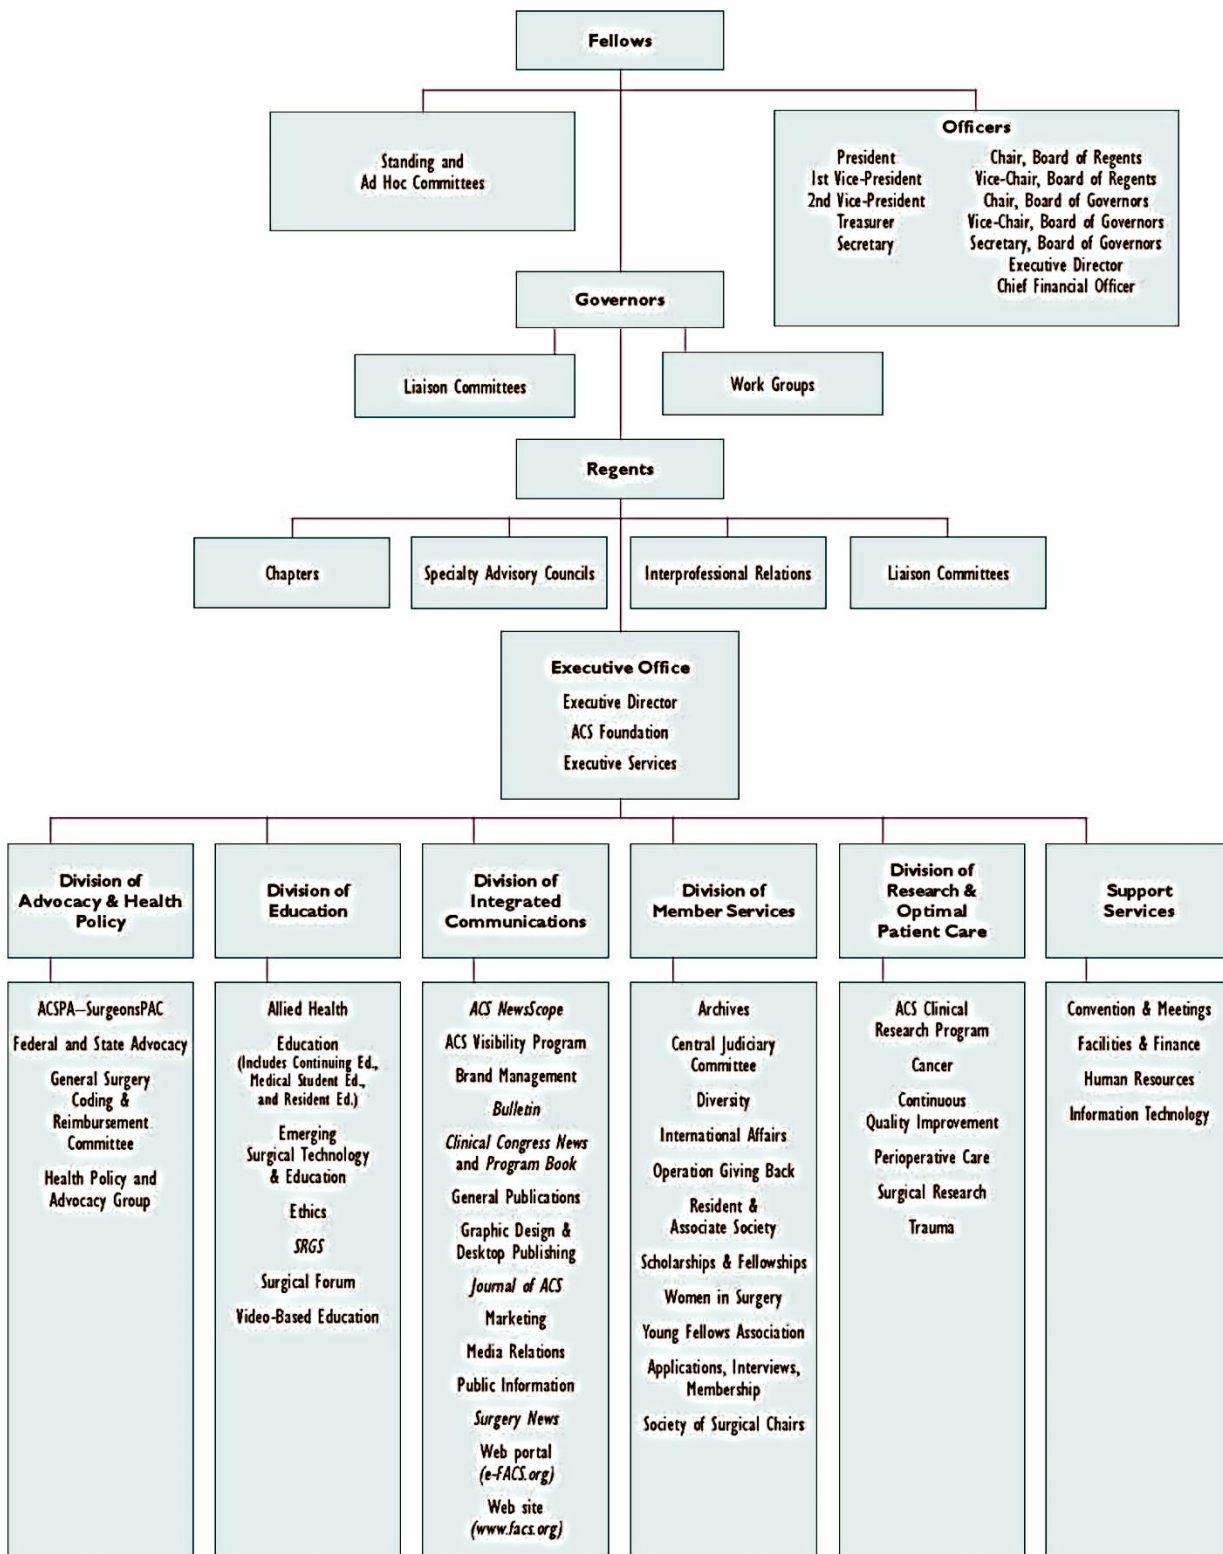 Fellows
Standing and
Ad Hoc Committees
Officers
President
1st Vice-President
2nd Vice-President
Treasurer
Secretary
Chair, Board of Regents
Vice-Chair, Board of Regents
Chair, Board of Governors
Vice-Chair, Board of Governors
Secretary, Board of Governors
Executive Director
Chief Financial Officer
Governors
Liaison Committees
Work Groups
Regents
Chapters
Specialty Advisory Councils
Interprofessional Relations
Liaison Committees
Executive Office
Executive Director
ACS Foundation
Executive Services
Division of
Advocacy & Health
Policy
ACSPA–SurgeonsPAC
Federal and State Advocacy
General Surgery
Coding &
Reimbursement
Committee
Health Policy and
Advocacy Group
Division of
Education
Allied Health
Education
(Includes Continuing Ed.,
Medical Student Ed.,
and Resident Ed.)
Emerging
Surgical Technology
& Education
Ethics
SRGS
Surgical Forum
Video-Based Education
Division of
Integrated
Communications
ACS NewsScope
ACS Visibility Program
Brand Management
Bulletin
Clinical Congress News
and Program Book
General Publications
Graphic Design &
Desktop Publishing
Journal of ACS
Marketing
Media Relations
Public Information
Surgery News
Web portal
(e-FACS.org)
Web site
(www.facs.org)
Division of
Member Services
Archives
Central Judiciary
Committee
Diversity
International Affairs
Operation Giving Back
Resident &
Associate Society
Scholarships & Fellowships
Women in Surgery
Young Fellows Association
Applications, Interviews,
Membership
Society of Surgical Chairs
Division of
Research &
Optimal
Patient Care
ACS Clinical
Research Program
Cancer
Continuous
Quality Improvement
Perioperative Care
Surgical Research
Trauma
Support
Services
Convention & Meetings
Facilities & Finance
Human Resources
Information Technology